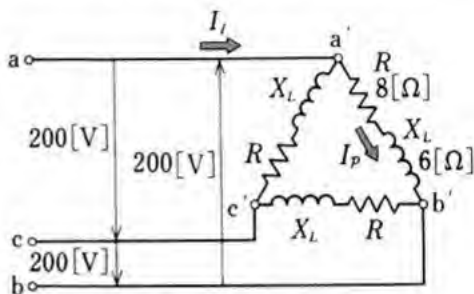 I_l
a
a'
R
8[Ω]
X_L
X_L
6[Ω]
200[V]
200[V]
R
I_p
c'
b'
c
X_L
R
200[V]
b